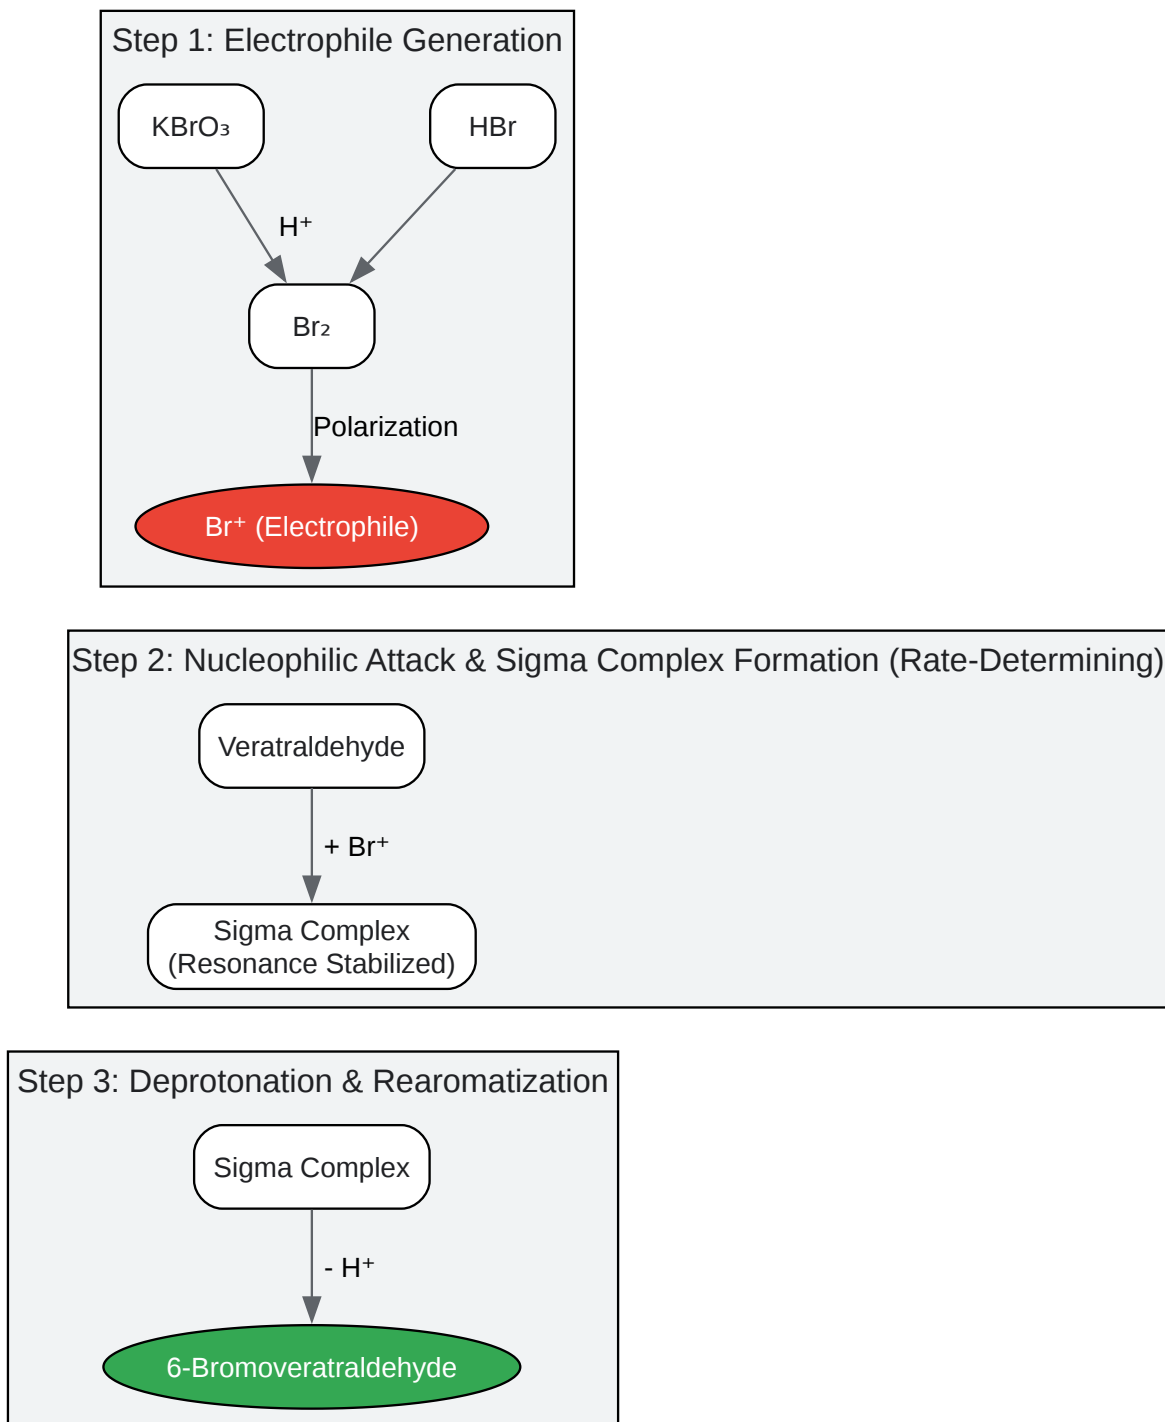 Step 1: Electrophile Generation
KBrO₃
HBr
H⁺
Br₂
Polarization
Br⁺ (Electrophile)
Step 2: Nucleophilic Attack & Sigma Complex Formation (Rate-Determining)
Veratraldehyde
+ Br⁺
Sigma Complex
(Resonance Stabilized)
Step 3: Deprotonation & Rearomatization
Sigma Complex
- H⁺
6-Bromoveratraldehyde